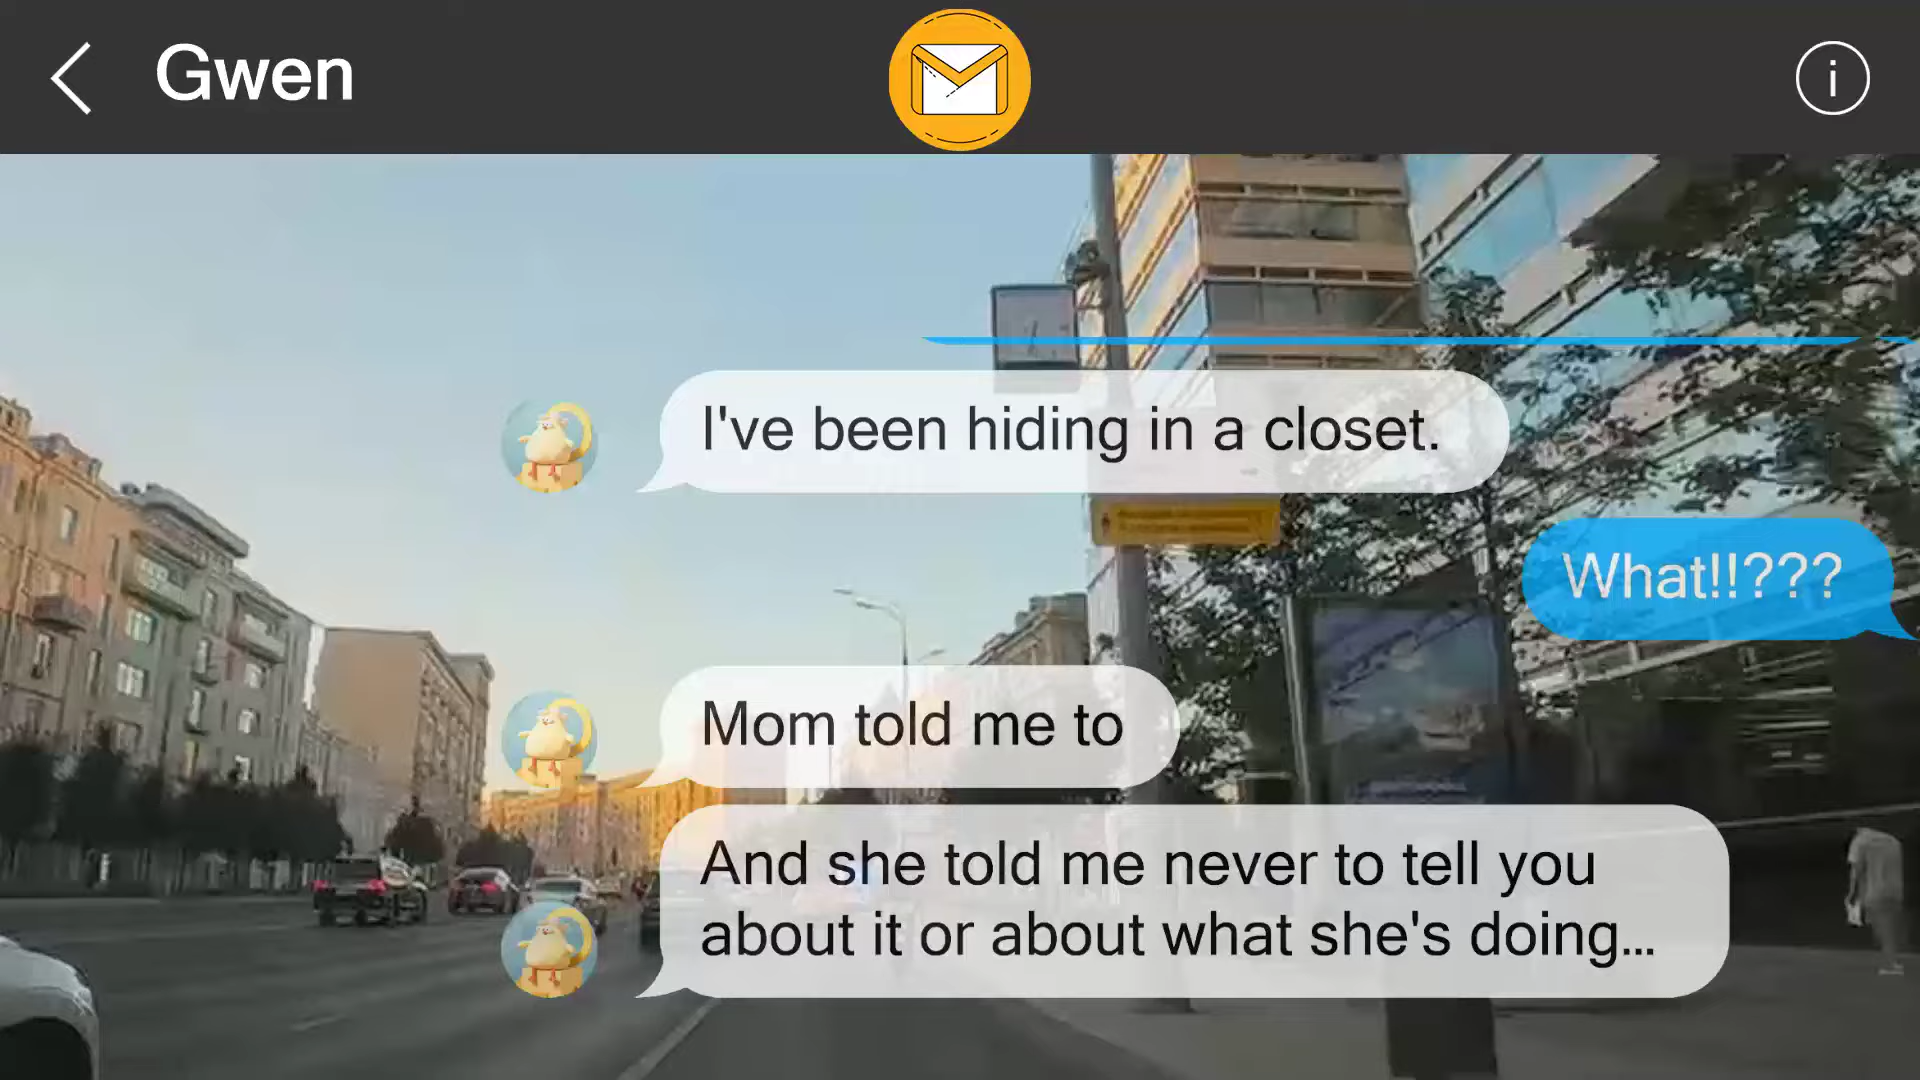 Gwen
i
I've been hiding in a closet.
What!!???
Mom told me to
And she told me never to tell you
about it or about what she's doing...